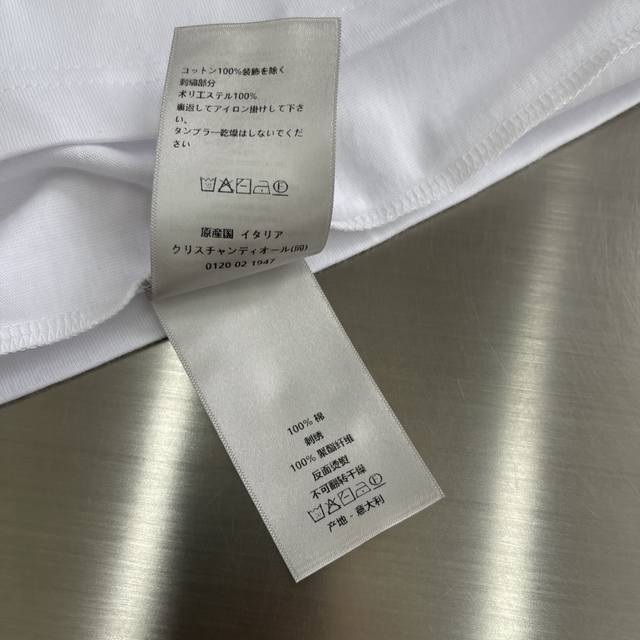 コットン100%装飾を除く
刺繍部分
ポリエステル100%
裏返してアイロン掛けして下さ
い。
タンブラー乾燥はしないでくだ
さい
原産国 イタリア
クリスチャンディオール(同)
0120 02 1947
100% 棉
刺绣
100% 聚酯纤维
反面烫熨
不可翻转干燥
产地 - 意大利